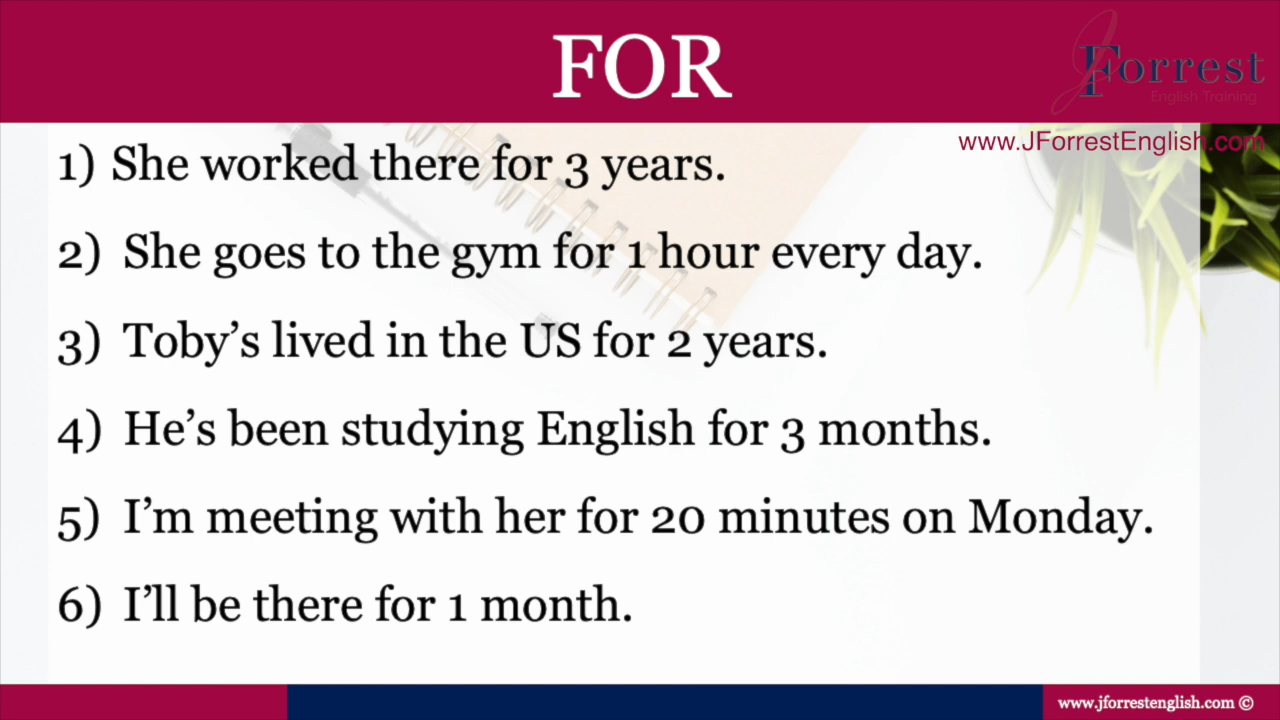 FOR
JForrest
English Training
www.JForrestEnglish.com
1) She worked there for 3 years.
2) She goes to the gym for 1 hour every day.
3) Toby’s lived in the US for 2 years.
4) He’s been studying English for 3 months.
5) I’m meeting with her for 20 minutes on Monday.
6) I’ll be there for 1 month.
www.jforrestenglish.com ©